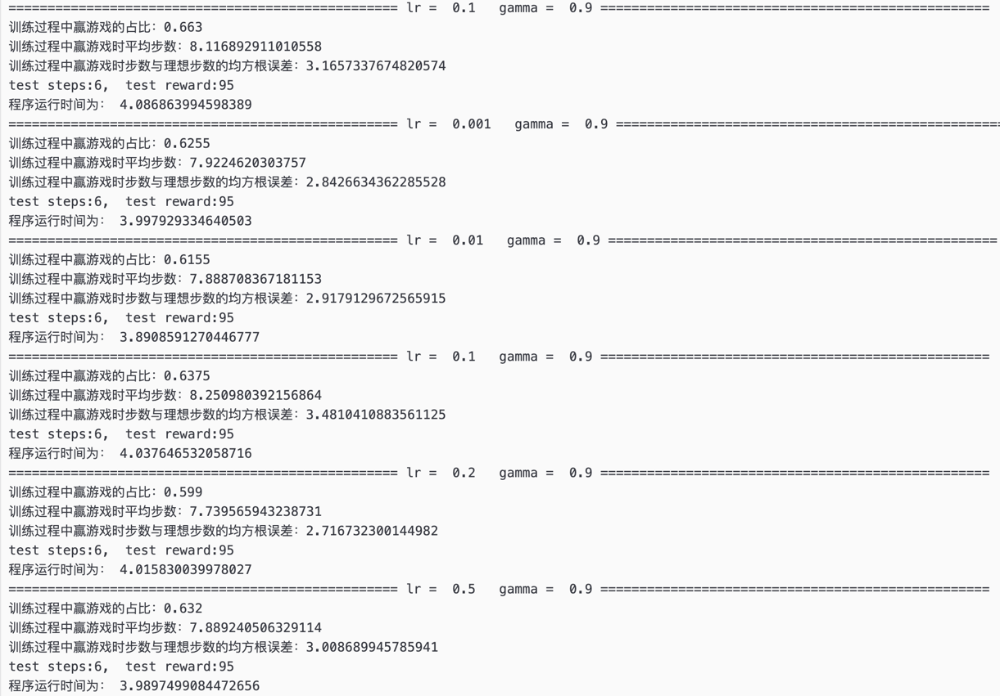 ================================================== lr =  0.1   gamma =  0.9 ==================================================
训练过程中赢游戏的占比：0.663
训练过程中赢游戏时平均步数：8.116892911010558
训练过程中赢游戏时步数与理想步数的均方根误差：3.1657337674820574
test steps:6,  test reward:95
程序运行时间为： 4.086863994598389
================================================== lr =  0.001   gamma =  0.9 ==================================================
训练过程中赢游戏的占比：0.6255
训练过程中赢游戏时平均步数：7.9224620303757
训练过程中赢游戏时步数与理想步数的均方根误差：2.8426634362285528
test steps:6,  test reward:95
程序运行时间为： 3.997929334640503
================================================== lr =  0.01   gamma =  0.9 ==================================================
训练过程中赢游戏的占比：0.6155
训练过程中赢游戏时平均步数：7.888708367181153
训练过程中赢游戏时步数与理想步数的均方根误差：2.9179129672565915
test steps:6,  test reward:95
程序运行时间为： 3.8908591270446777
================================================== lr =  0.1   gamma =  0.9 ==================================================
训练过程中赢游戏的占比：0.6375
训练过程中赢游戏时平均步数：8.250980392156864
训练过程中赢游戏时步数与理想步数的均方根误差：3.4810410883561125
test steps:6,  test reward:95
程序运行时间为： 4.037646532058716
================================================== lr =  0.2   gamma =  0.9 ==================================================
训练过程中赢游戏的占比：0.599
训练过程中赢游戏时平均步数：7.739565943238731
训练过程中赢游戏时步数与理想步数的均方根误差：2.716732300144982
test steps:6,  test reward:95
程序运行时间为： 4.015830039978027
================================================== lr =  0.5   gamma =  0.9 ==================================================
训练过程中赢游戏的占比：0.632
训练过程中赢游戏时平均步数：7.889240506329114
训练过程中赢游戏时步数与理想步数的均方根误差：3.008689945785941
test steps:6,  test reward:95
程序运行时间为： 3.9897499084472656